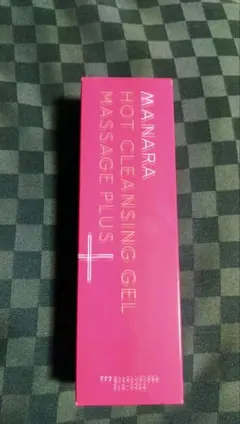 MANARA
HOT CLEANSING GEL
MASSAGE PLUS